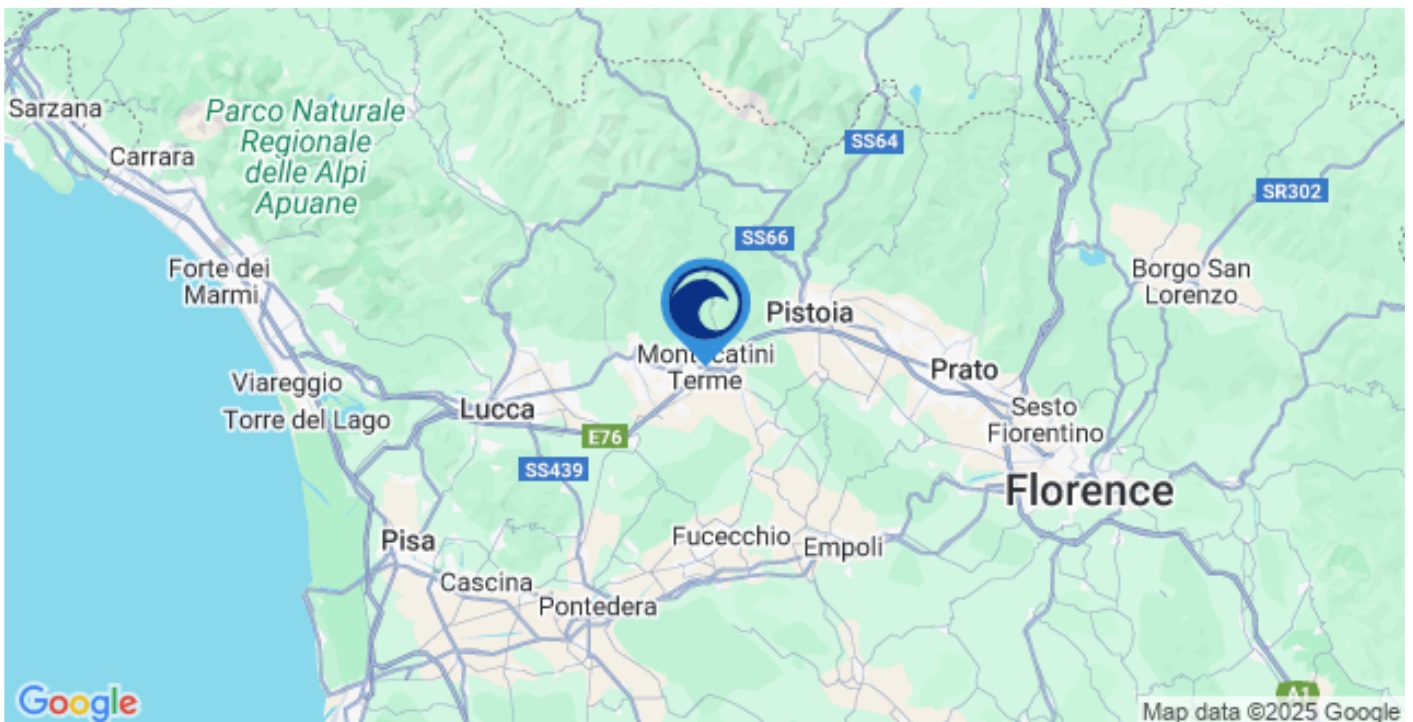 Sarzana
Carrara
Parco Naturale
Regionale
delle Alpi
Apuane
SS64
SR302
SS66
Forte dei
Marmi
Borgo San
Lorenzo
Pistoia
Terme
Prato
Viareggio
Torre del Lago
Lucca
E76
Sesto
Fiorentino
SS439
Florence
Pisa
Fucecchio
Empoli
Cascina
Pontedera
A1
Google
Map data ©2025 Google